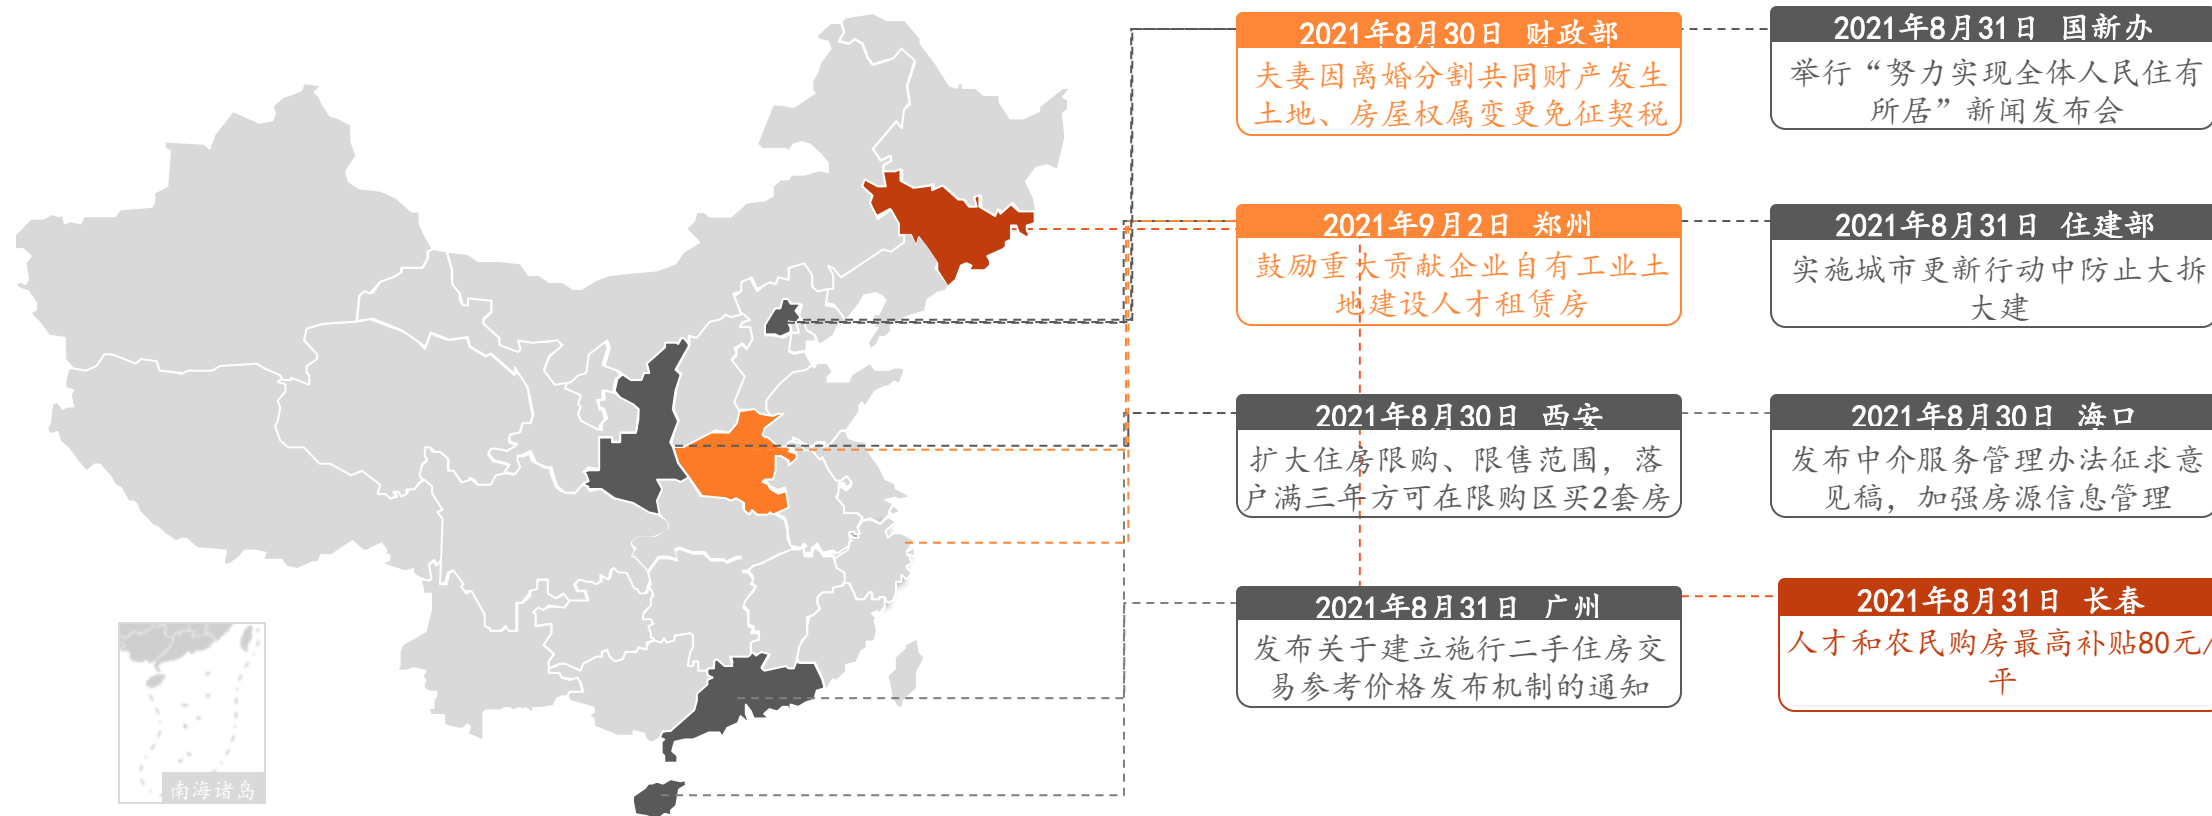 2021年8月30日 财政部
夫妻因离婚分割共同财产发生
土地、房屋权属变更免征契税
2021年8月31日 国新办
举行“努力实现全体人民住有
所居”新闻发布会
2021年9月2日 郑州
鼓励重大贡献企业自有工业土
地建设人才租赁房
2021年8月31日 住建部
实施城市更新行动中防止大拆
大建
2021年8月30日 西安
扩大住房限购、限售范围，落
户满三年方可在限购区买2套房
2021年8月30日 海口
发布中介服务管理办法征求意
见稿，加强房源信息管理
2021年8月31日 广州
发布关于建立施行二手住房交
易参考价格发布机制的通知
2021年8月31日 长春
人才和农民购房最高补贴80元/
平
南海诸岛